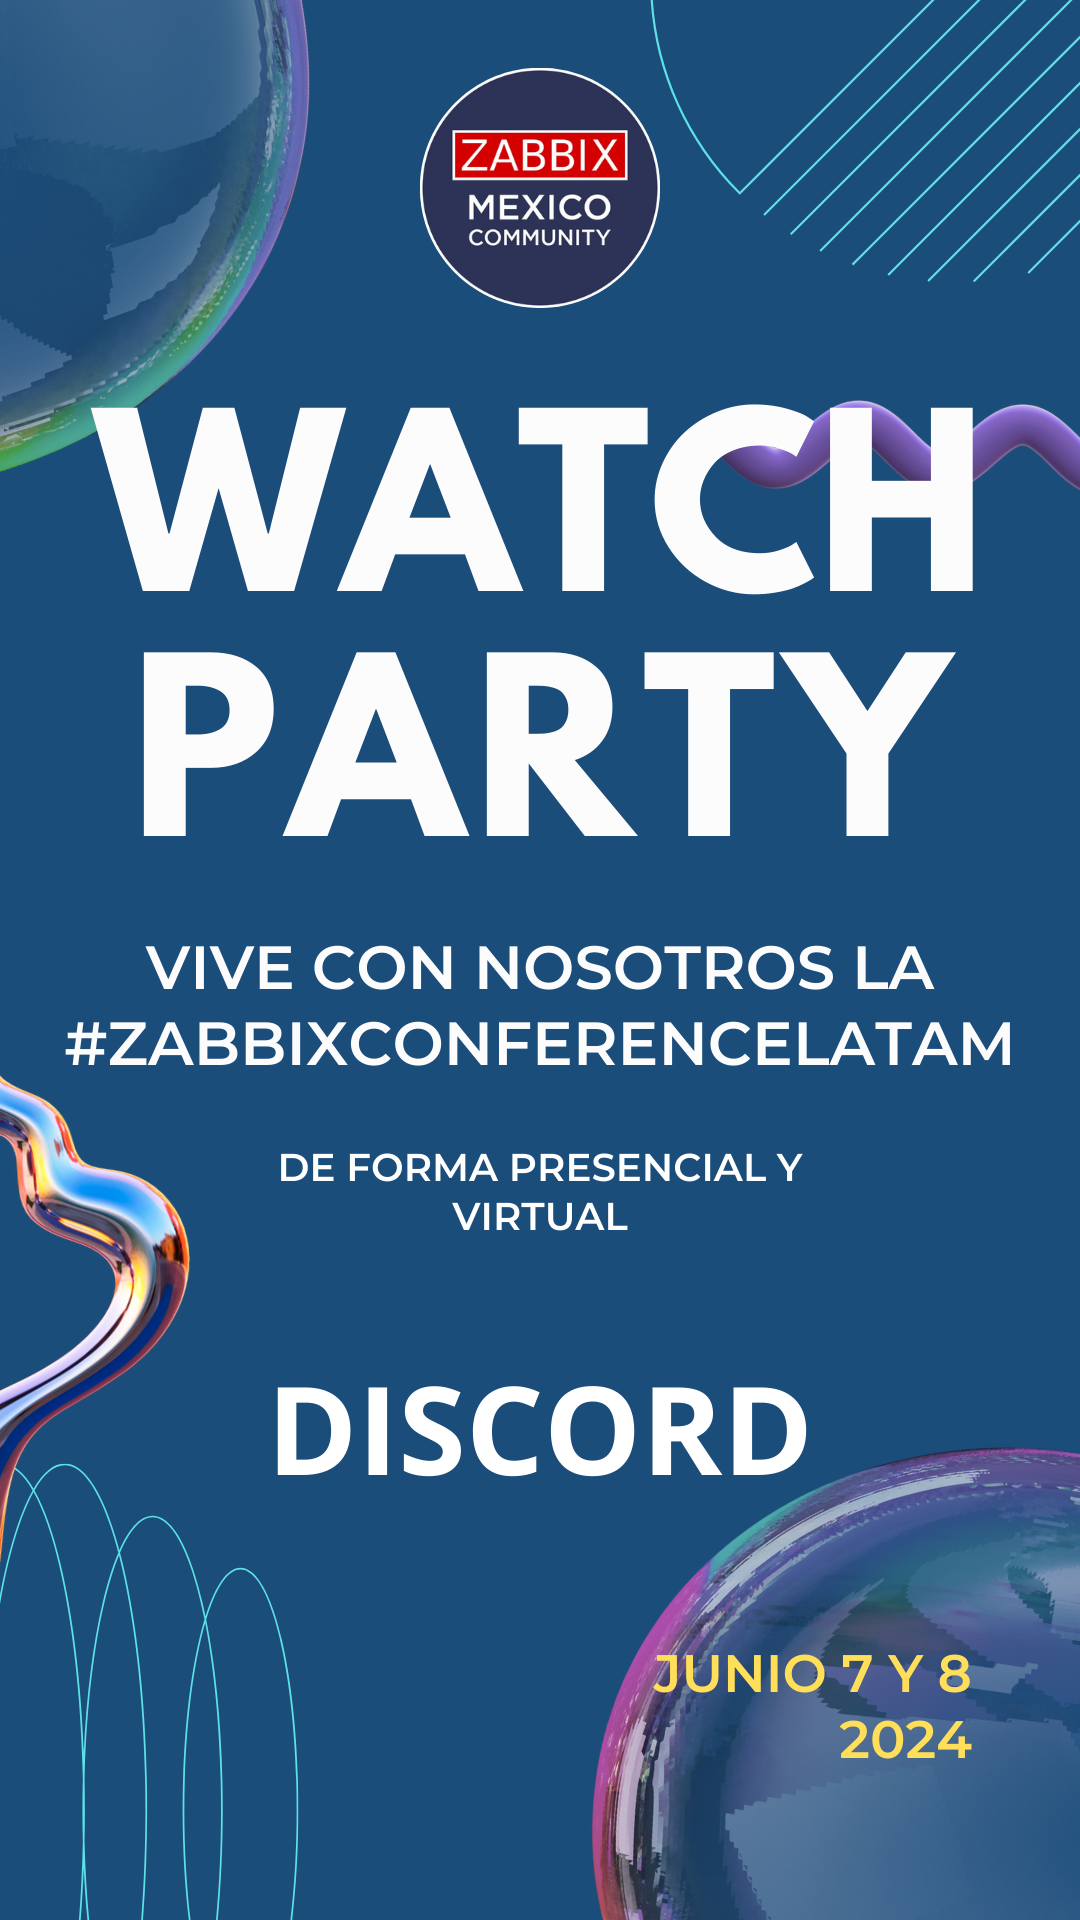 ZABBIX
MEXICO
COMMUNITY
WATCH
PARTY
VIVE CON NOSOTROS LA
#ZABBIXCONFERENCELATAM
DE FORMA PRESENCIAL Y
VIRTUAL
DISCORD
JUNIO 7 Y 8
2024